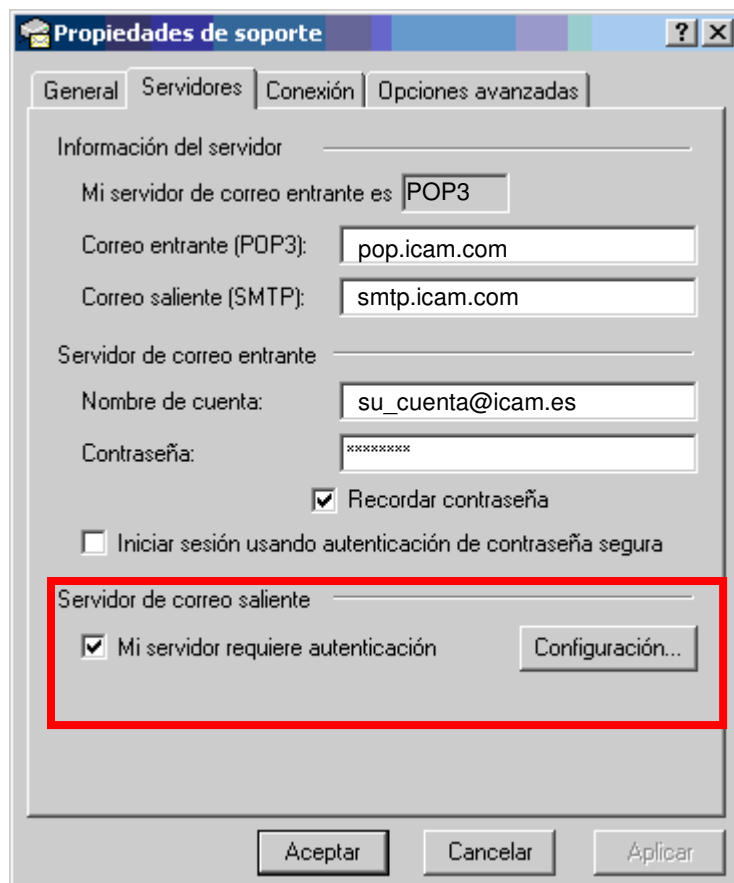 Propiedades de soporte
General Servidores Conexión Opciones avanzadas
Información del servidor
Mi servidor de correo entrante es POP3
Correo entrante (POP3): pop.icam.com
Correo saliente (SMTP): smtp.icam.com
Servidor de correo entrante
Nombre de cuenta: su_cuenta@icam.es
Contraseña: ********
Recordar contraseña
Iniciar sesión usando autenticación de contraseña segura
Servidor de correo saliente
Mi servidor requiere autenticación Configuración...
Aceptar Cancelar Aplicar